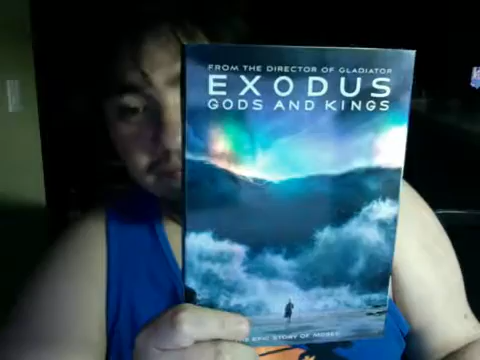 FROM THE DIRECTOR OF GLADIATOR
EXODUS
GODS AND KINGS
EPIC STORY OF MOSES